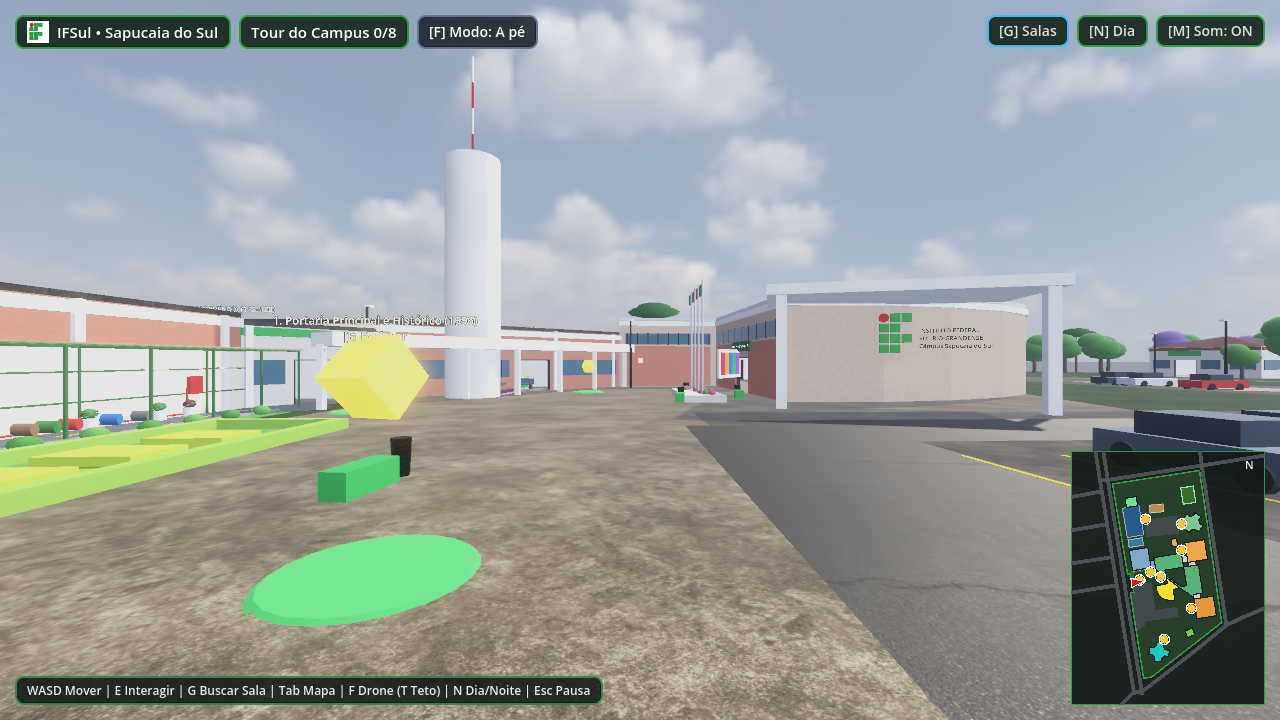 IFSul • Sapucaia do Sul
Tour do Campus 0/8
[F] Modo: A pé
[G] Salas
[N] Dia
[M] Som: ON
1. Portaria Principal e Histórico (1996)
INSTITUTO FEDERAL
SUL-RIO-GRANDENSE
Câmpus Sapucaia do Sul
N
WASD Mover | E Interagir | G Buscar Sala | Tab Mapa | F Drone (T Teto) | N Dia/Noite | Esc Pausa